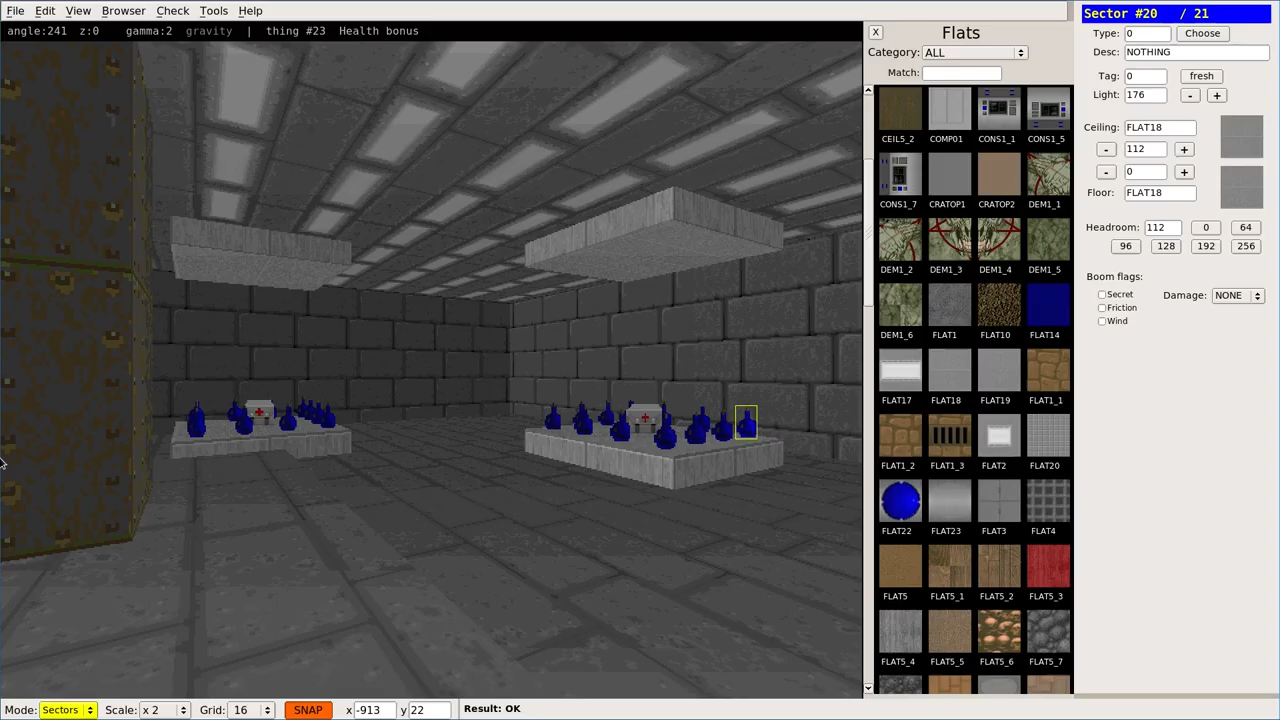 File Edit View Browser Check Tools Help
angle:241 z:0 gamma:2 gravity | thing #23 Health bonus
X Flats
Category: ALL
Match:
CEIL5_2 COMP01 CONS1_1 CONS1_5
CONS1_7 CRATOP1 CRATOP2 DEM1_1
DEM1_2 DEM1_3 DEM1_4 DEM1_5
DEM1_6 FLAT1 FLAT10 FLAT14
FLAT17 FLAT18 FLAT19 FLAT1_1
FLAT1_2 FLAT1_3 FLAT2 FLAT20
FLAT22 FLAT23 FLAT3 FLAT4
FLAT5 FLAT5_1 FLAT5_2 FLAT5_3
FLAT5_4 FLAT5_5 FLAT5_6 FLAT5_7
Sector #20 / 21
Type: 0 Choose
Desc: NOTHING
Tag: 0 fresh
Light: 176 - +
Ceiling: FLAT18
- 112 +
- 0 +
Floor: FLAT18
Headroom: 112 0 64
96 128 192 256
Boom flags:
Secret Damage: NONE
Friction
Wind
Mode: Sectors Scale: x 2 Grid: 16 SNAP x -913 y 22 Result: OK